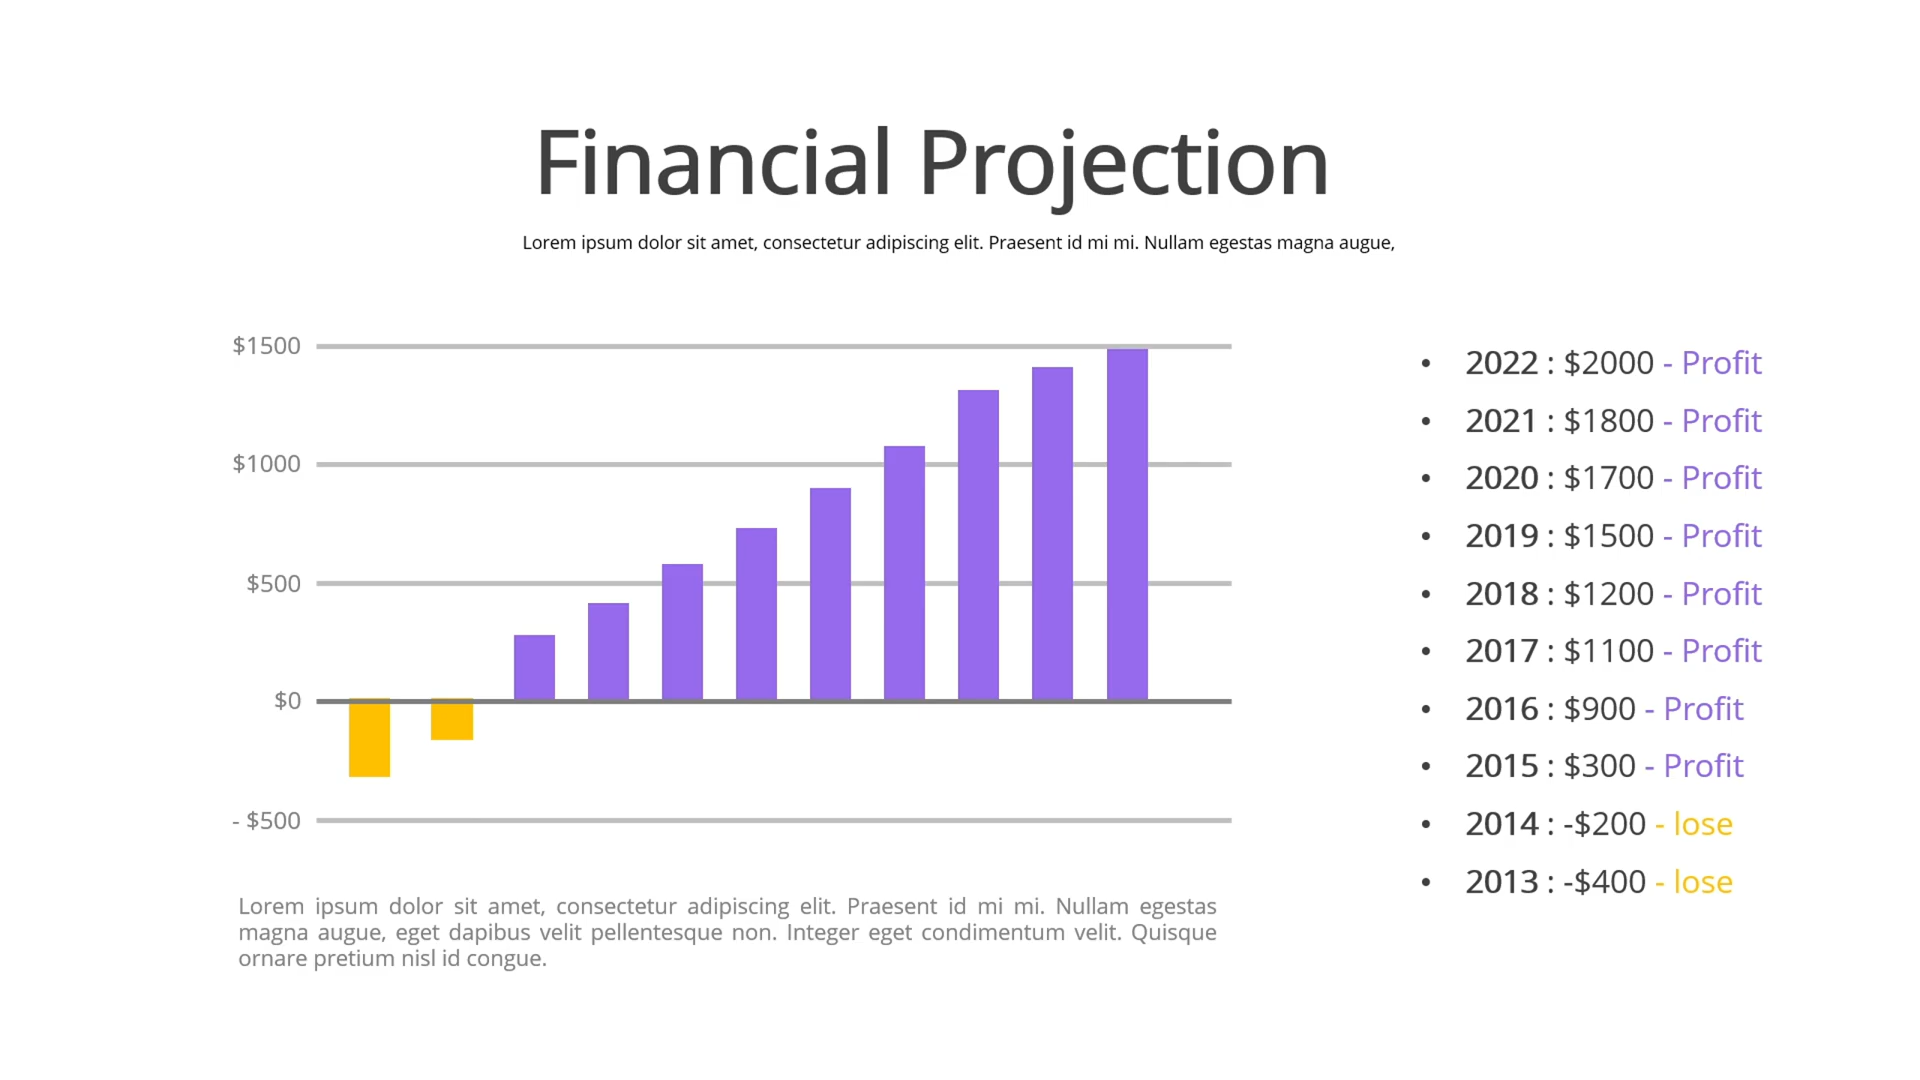 Financial Projection
Lorem ipsum dolor sit amet, consectetur adipiscing elit. Praesent id mi mi. Nullam egestas magna augue,
$1500
$1000
$500
$0
- $500
Lorem ipsum dolor sit amet, consectetur adipiscing elit. Praesent id mi mi. Nullam egestas
magna augue, eget dapibus velit pellentesque non. Integer eget condimentum velit. Quisque
ornare pretium nisl id congue.
• 2022 : $2000 - Profit
• 2021 : $1800 - Profit
• 2020 : $1700 - Profit
• 2019 : $1500 - Profit
• 2018 : $1200 - Profit
• 2017 : $1100 - Profit
• 2016 : $900 - Profit
• 2015 : $300 - Profit
• 2014 : -$200 - lose
• 2013 : -$400 - lose